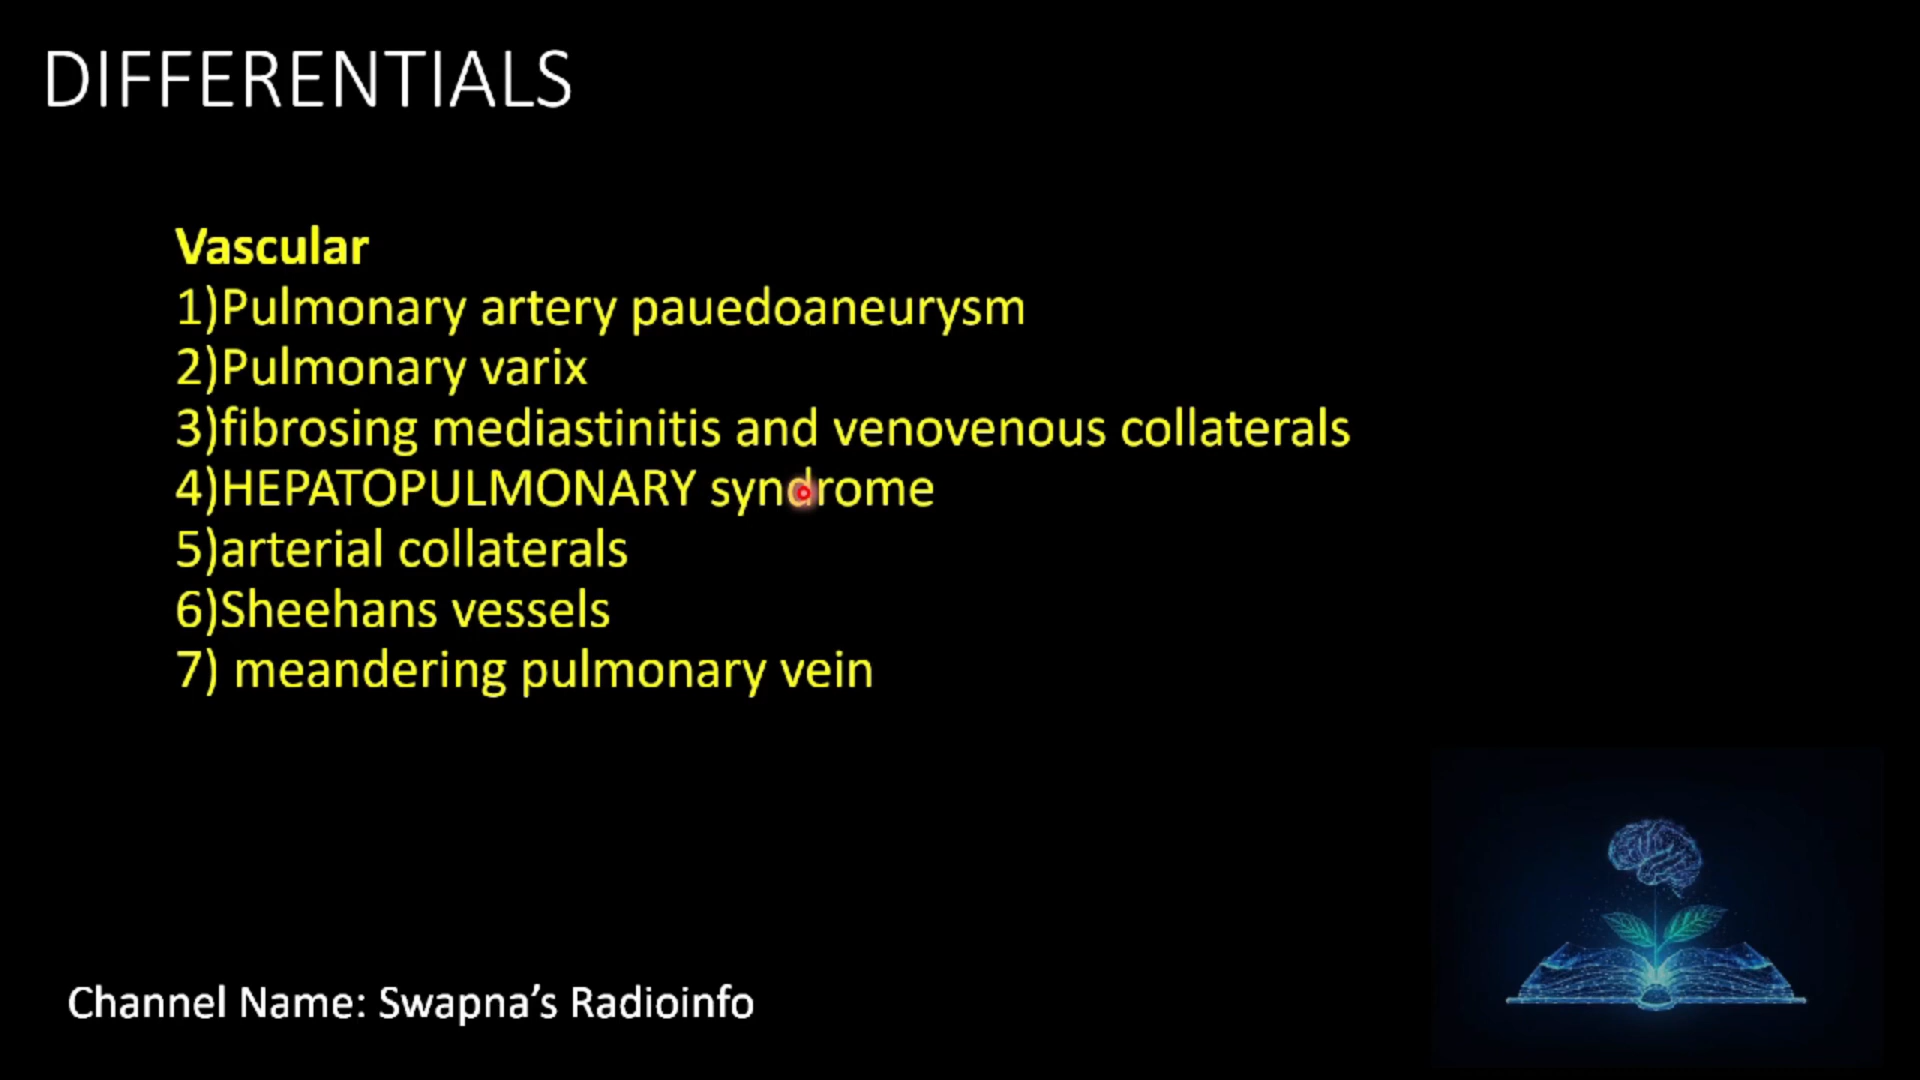 DIFFERENTIALS
Vascular
1)Pulmonary artery pauedoaneurysm
2)Pulmonary varix
3)fibrosing mediastinitis and venovenous collaterals
4)HEPATOPULMONARY syndrome
5)arterial collaterals
6)Sheehans vessels
7) meandering pulmonary vein
Channel Name: Swapna’s Radioinfo